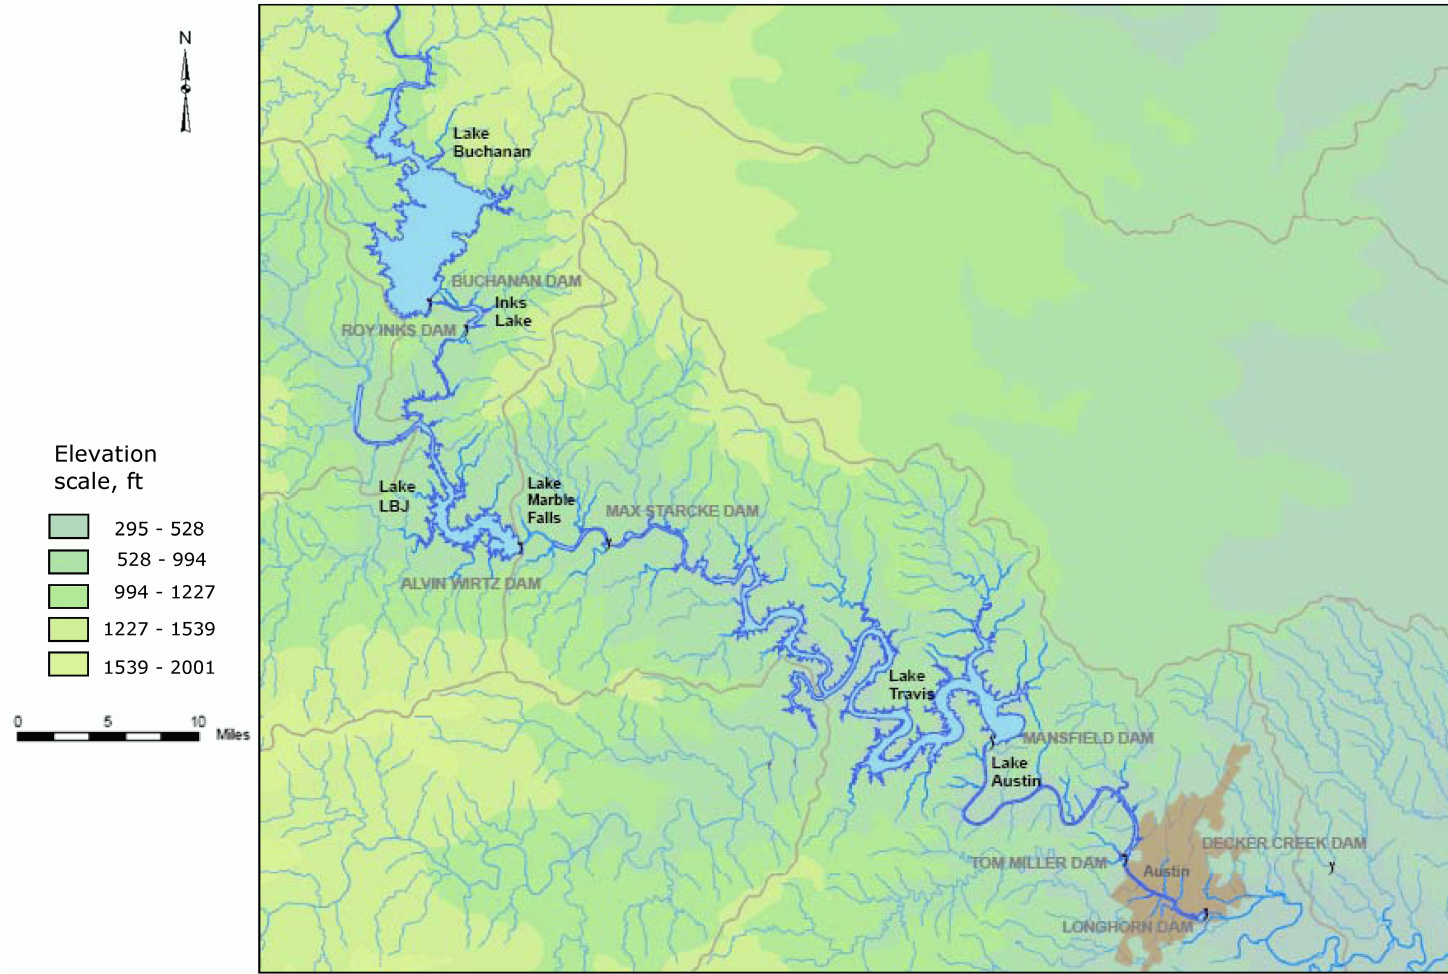 N
Lake
Buchanan
BUCHANAN DAM
Inks
Lake
ROY INKS DAM
Elevation
scale, ft
295 - 528
528 - 994
994 - 1227
1227 - 1539
1539 - 2001
0 5 10 Miles
Lake
LBJ
Lake
Marble
Falls
MAX STARCKE DAM
ALVIN WIRTZ DAM
Lake
Travis
MANSFIELD DAM
Lake
Austin
DECKER CREEK DAM
TOM MILLER DAM
Austin
LONGHORN DAM